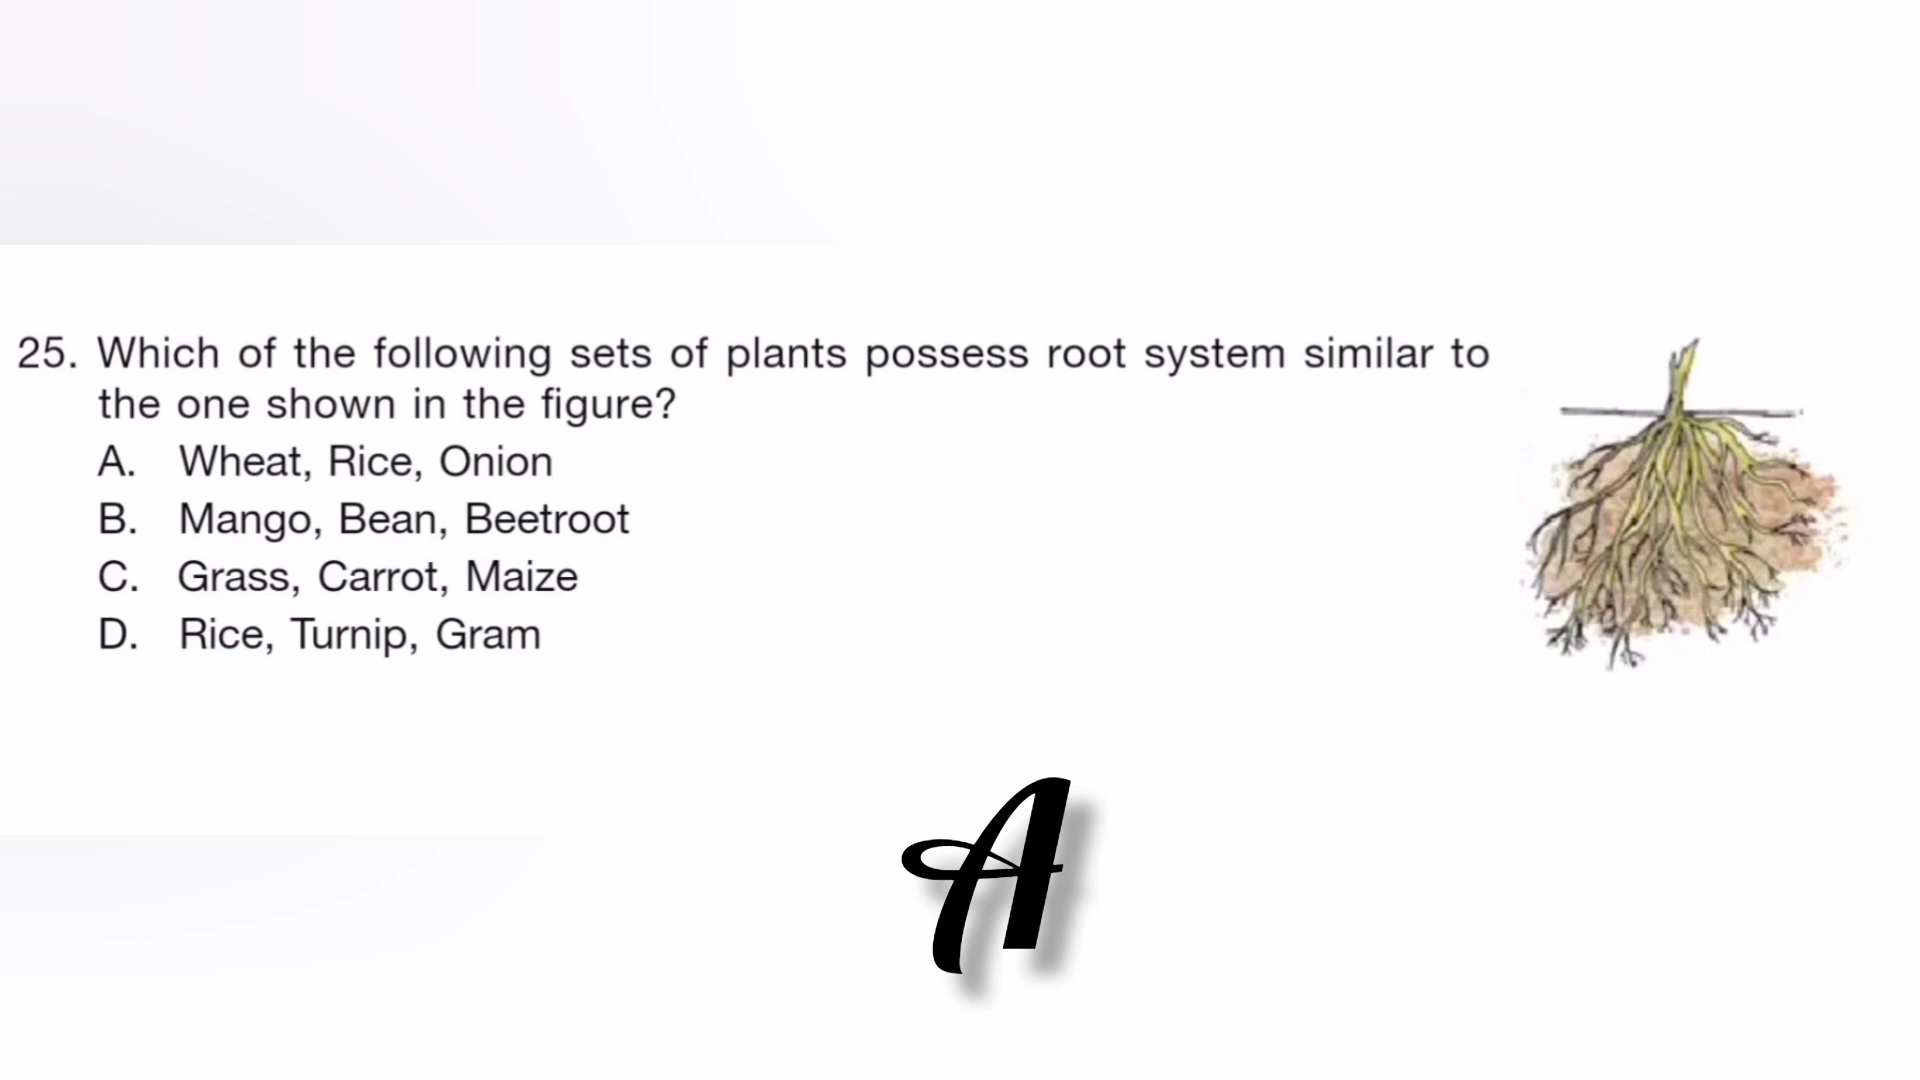 25. Which of the following sets of plants possess root system similar to
the one shown in the figure?
A. Wheat, Rice, Onion
B. Mango, Bean, Beetroot
C. Grass, Carrot, Maize
D. Rice, Turnip, Gram
A